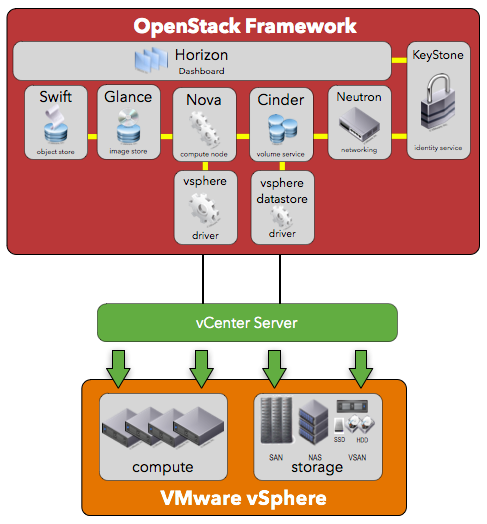 OpenStack Framework
Horizon
Dashboard
KeyStone
identity service
Swift
object store
Glance
image store
Nova
compute node
Cinder
volume service
Neutron
networking
vsphere
driver
vsphere
datastore
driver
vCenter Server
compute
SAN
NAS
SSD
HDD
VSAN
storage
VMware vSphere